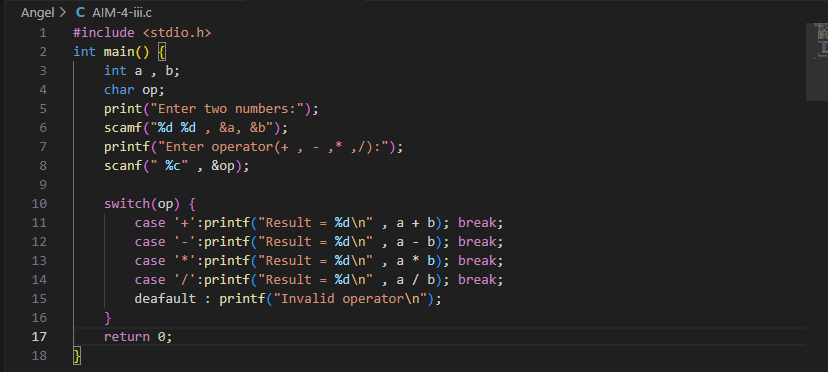 Angel > C AIM-4-iii.c
1 #include <stdio.h>
2 int main() {
3     int a , b;
4     char op;
5     print("Enter two numbers:");
6     scamf("%d %d , &a, &b");
7     printf("Enter operator(+ , - ,* ,/):");
8     scanf(" %c" , &op);
9
10     switch(op) {
11         case '+':printf("Result = %d\n" , a + b); break;
12         case '-':printf("Result = %d\n" , a - b); break;
13         case '*':printf("Result = %d\n" , a * b); break;
14         case '/':printf("Result = %d\n" , a / b); break;
15         deafault : printf("Invalid operator\n");
16     }
17     return 0;
18 }